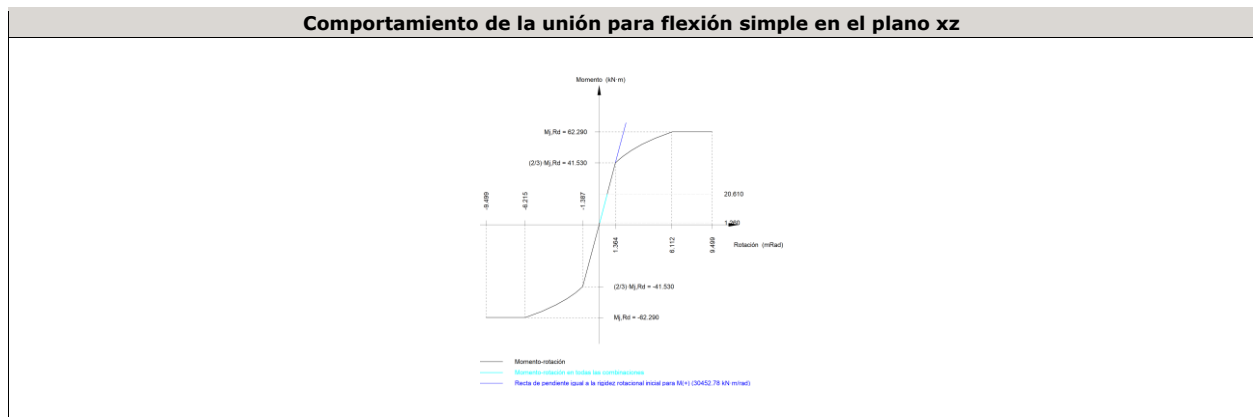 Comportamiento de la unión para flexión simple en el plano xz
Momento (kN·m)
Mj,Rd = 62.290
(2/3)·Mj,Rd = 41.530
-9.499
-6.215
-1.387
20.610
1.364
6.112
9.499
Rotación (mRad)
(2/3)·Mj,Rd = -41.530
Mj,Rd = -62.290
Momento-rotación
Momento-rotación en todas las combinaciones
Recta de pendiente igual a la rigidez rotacional inicial para M(+) (30452.78 kN·m/rad)